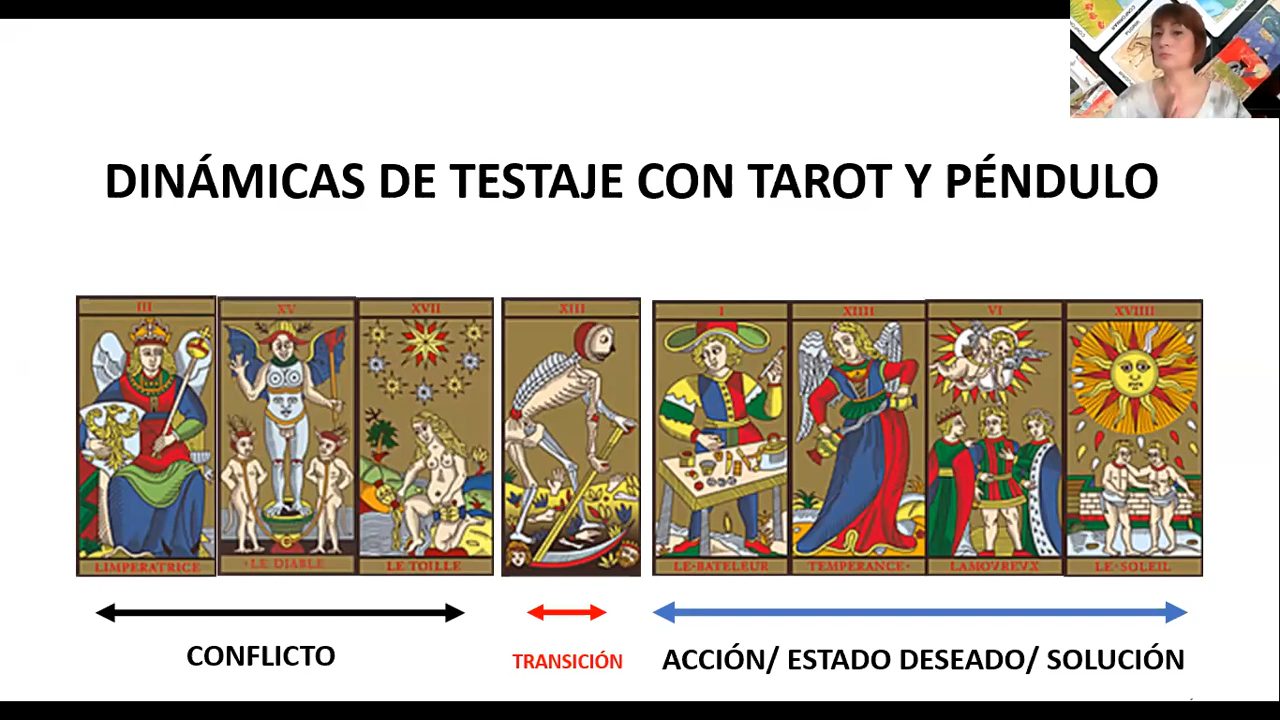 DINÁMICAS DE TESTAJE CON TAROT Y PÉNDULO
III
XV
XVII
XIII
I
XIIII
VI
XVIIII
LIMPERATRICE
·LE DIABLE
LE TOILLE
LE·BATELEUR
TEMPERANCE·
LAMOVREVX
LE·SOLEIL
CONFLICTO
TRANSICIÓN
ACCIÓN/ ESTADO DESEADO/ SOLUCIÓN